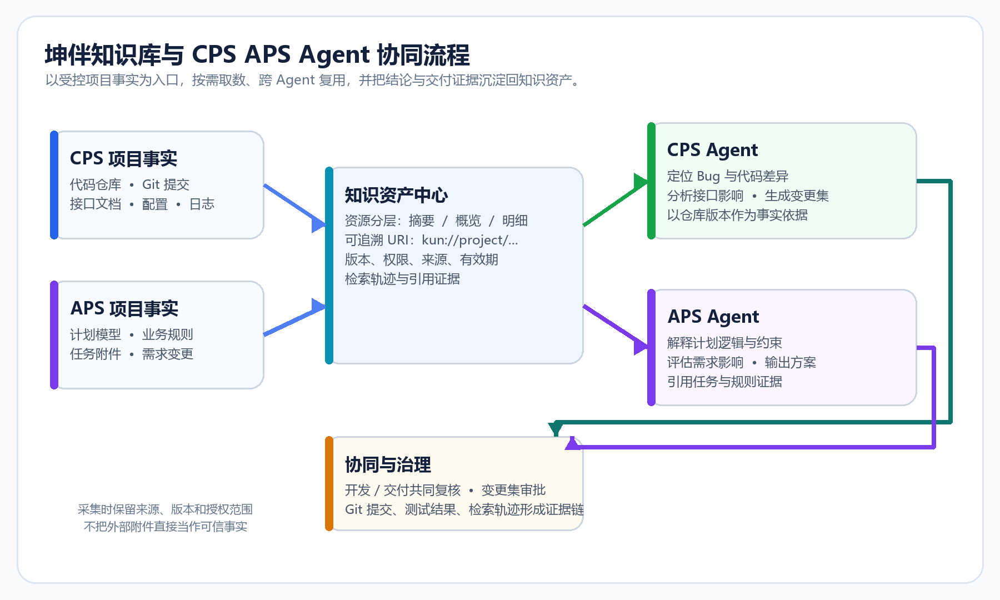 坤伴知识库与 CPS APS Agent 协同流程
以受控项目事实为入口，按需取数、跨 Agent 复用，并把结论与交付证据沉淀回知识资产。
CPS 项目事实
代码仓库 • Git 提交
接口文档 • 配置 • 日志
APS 项目事实
计划模型 • 业务规则
任务附件 • 需求变更
知识资产中心
资源分层：摘要 / 概览 / 明细
可追溯 URI：kun://project/...
版本、权限、来源、有效期
检索轨迹与引用证据
CPS Agent
定位 Bug 与代码差异
分析接口影响 • 生成变更集
以仓库版本作为事实依据
APS Agent
解释计划逻辑与约束
评估需求影响 • 输出方案
引用任务与规则证据
协同与治理
开发 / 交付共同复核 • 变更集审批
Git 提交、测试结果、检索轨迹形成证据链
采集时保留来源、版本和授权范围
不把外部附件直接当作可信事实